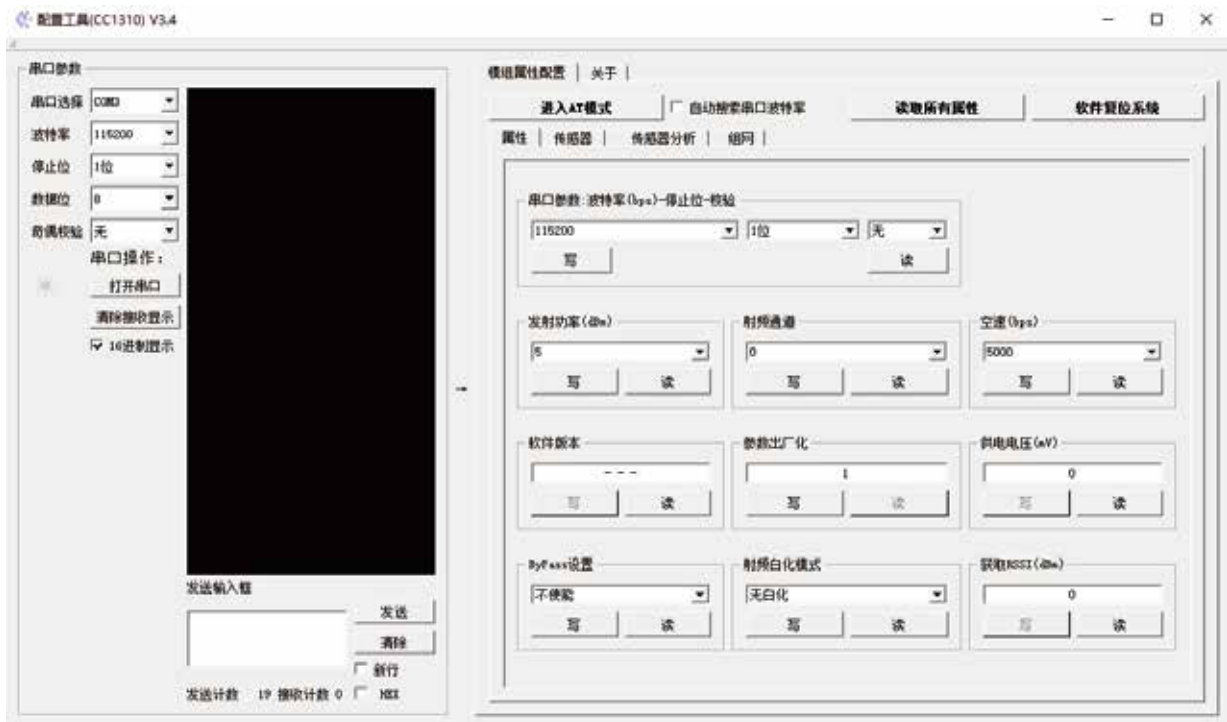 配置工具(CC1310) V3.4
串口参数
串口选择 COM3
波特率 115200
停止位 1位
数据位 8
奇偶校验 无
串口操作：
打开串口
清除接收显示
16进制显示
发送输入框
发送
清除
新行
发送计数 19 接收计数 0 HEX
模组属性配置 关于
进入AT模式 自动搜索串口波特率 读取所有属性 软件复位系统
属性 传感器 传感器分析 组网
串口参数:波特率(bps)-停止位-校验
115200 1位 无
写 读
发射功率(dBm) 射频通道 空速(bps)
5 0 5000
写 读 写 读 写 读
软件版本 参数出厂化 供电电压(mV)
--- 1 0
写 读 写 读 写 读
ByPass设置 射频白化模式 获取RSSI(dBm)
不使能 无白化 0
写 读 写 读 写 读